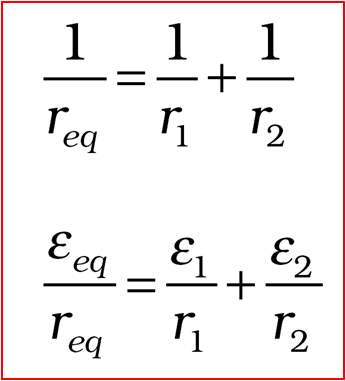 1/r_eq = 1/r_1 + 1/r_2
ε_eq/r_eq = ε_1/r_1 + ε_2/r_2